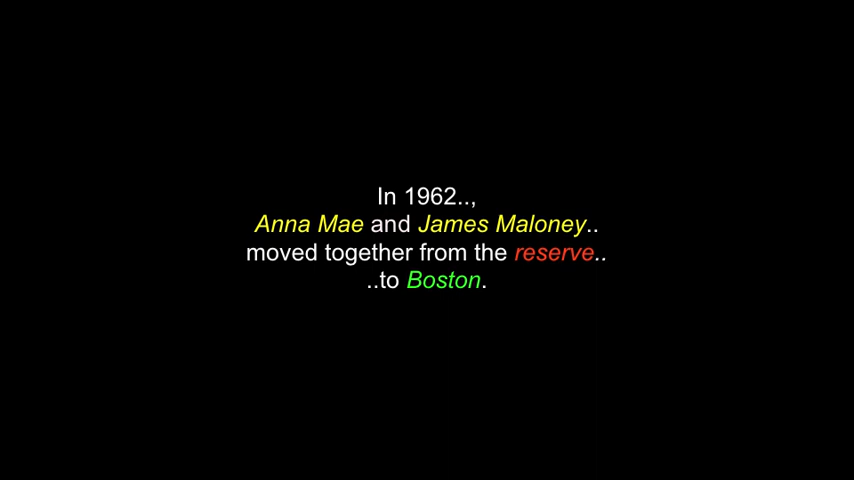 In 1962..,
Anna Mae and James Maloney..
moved together from the reserve..
..to Boston.